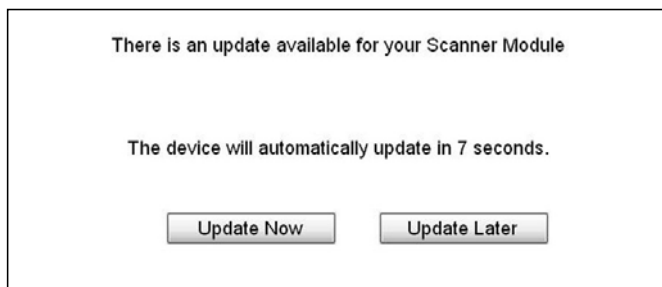 There is an update available for your Scanner Module
The device will automatically update in 7 seconds.
Update Now Update Later